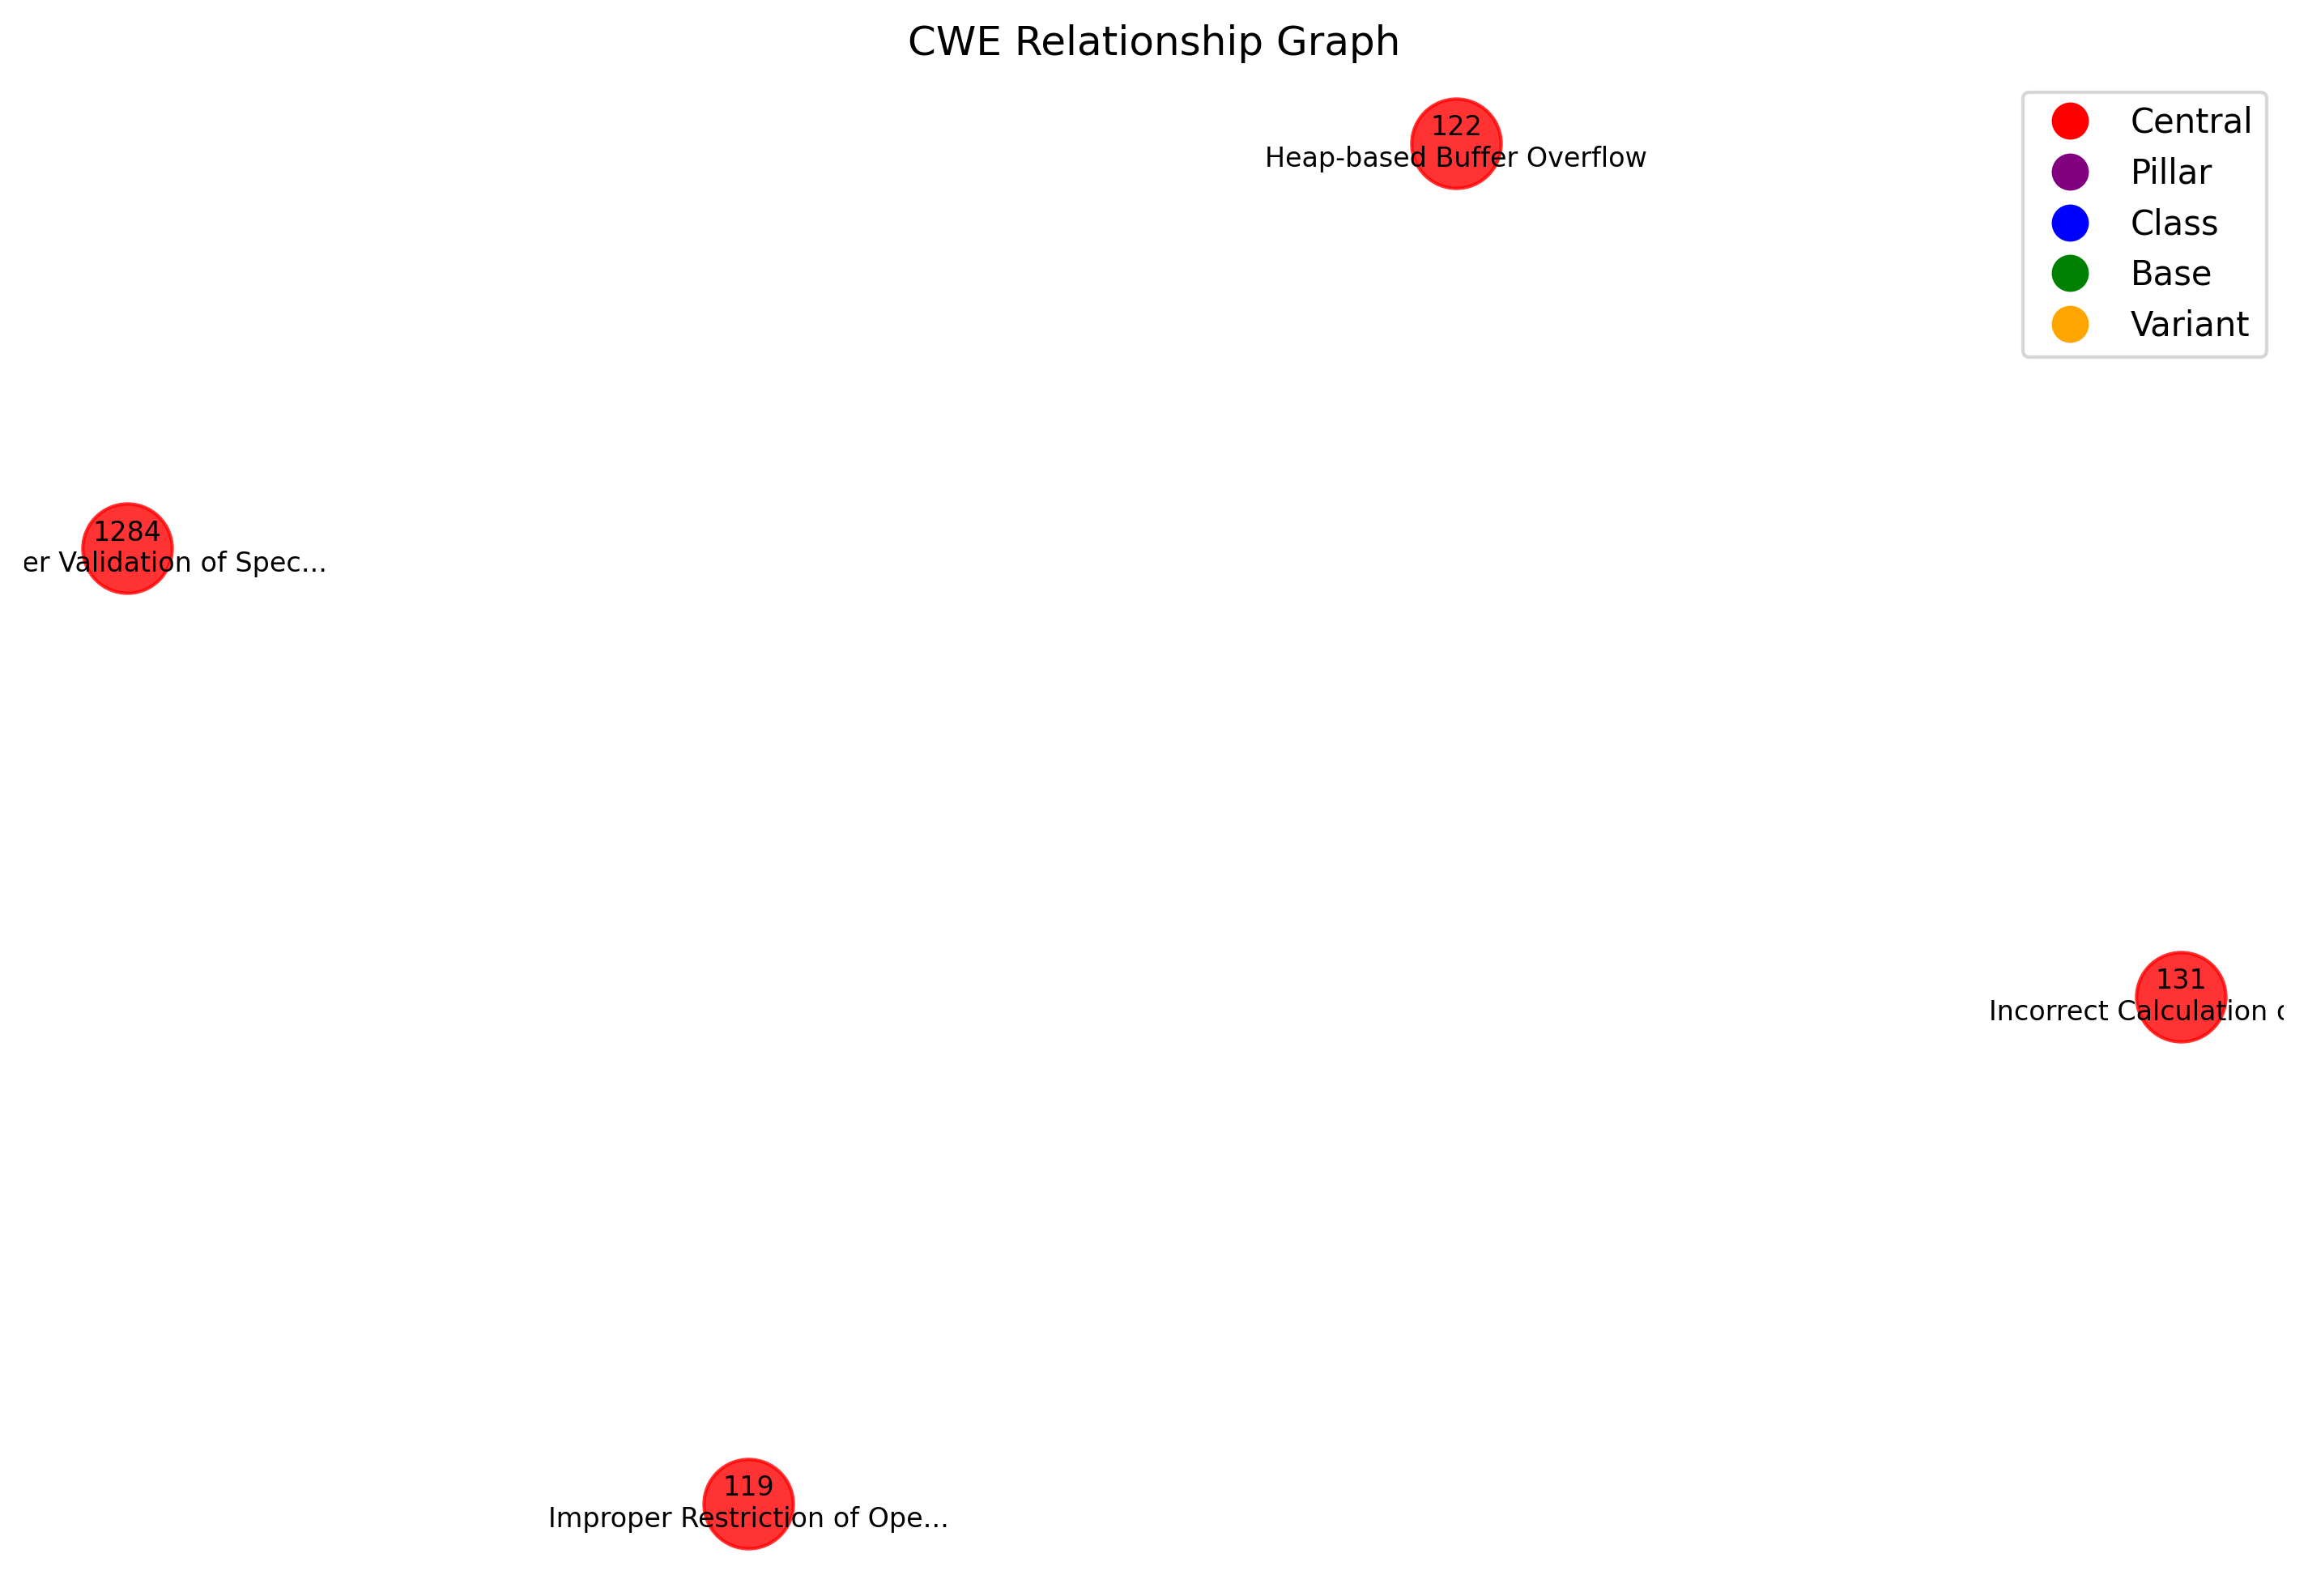 CWE Relationship Graph
122
Heap-based Buffer Overflow
Central
Pillar
Class
Base
Variant
1284
er Validation of Spec...
131
Incorrect Calculation
119
Improper Restriction of Ope...